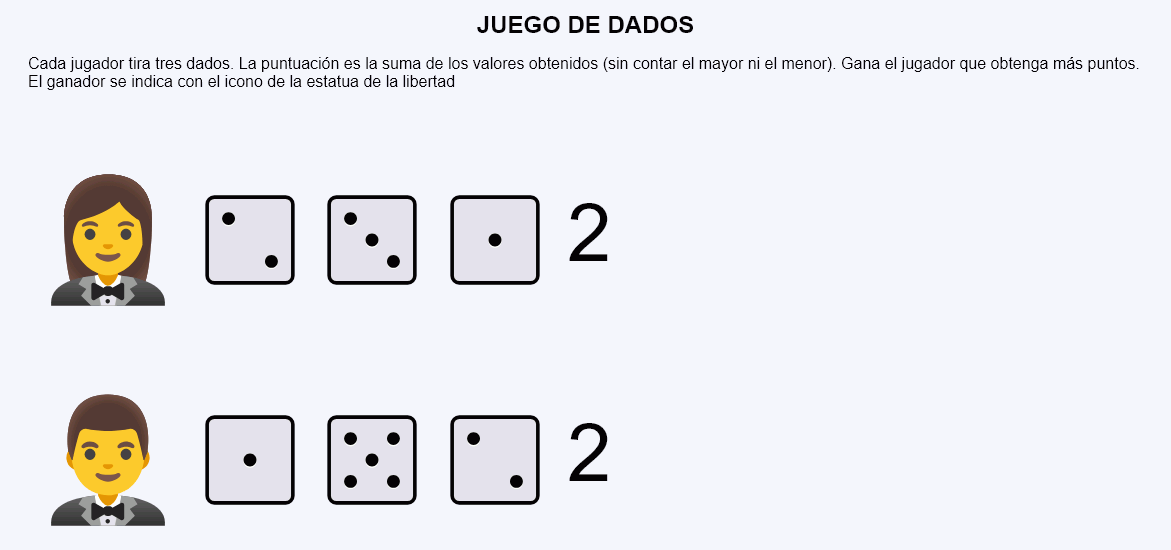 JUEGO DE DADOS
Cada jugador tira tres dados. La puntuación es la suma de los valores obtenidos (sin contar el mayor ni el menor). Gana el jugador que obtenga más puntos.
El ganador se indica con el icono de la estatua de la libertad
2
2